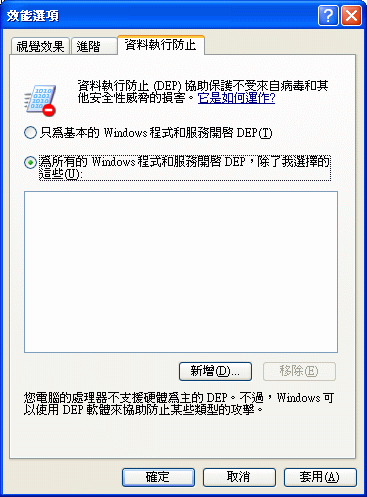 效能選項
視覺效果 進階 資料執行防止
資料執行防止 (DEP) 協助保護不受來自病毒和其
他安全性威脅的損害。它是如何運作?
只為基本的 Windows 程式和服務開啟 DEP(T)
為所有的 Windows 程式和服務開啟 DEP，除了我選擇的
這些(U):
新增(D)... 移除(E)
您電腦的處理器不支援硬體為主的 DEP。不過，Windows 可
以使用 DEP 軟體來協助防止某些類型的攻擊。
確定 取消 套用(A)